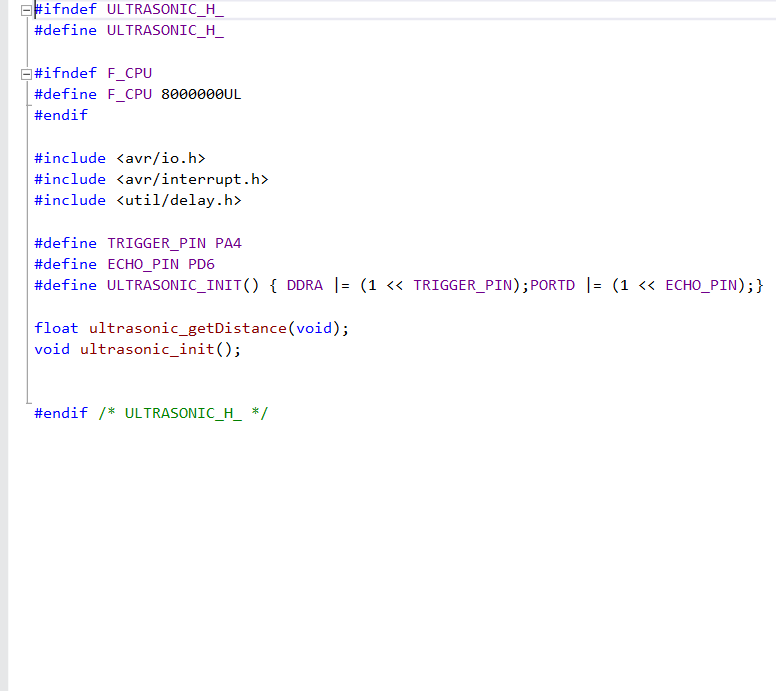 #ifndef ULTRASONIC_H_
#define ULTRASONIC_H_
#ifndef F_CPU
#define F_CPU 8000000UL
#endif
#include <avr/io.h>
#include <avr/interrupt.h>
#include <util/delay.h>
#define TRIGGER_PIN PA4
#define ECHO_PIN PD6
#define ULTRASONIC_INIT() { DDRA |= (1 << TRIGGER_PIN);PORTD |= (1 << ECHO_PIN);}
float ultrasonic_getDistance(void);
void ultrasonic_init();
#endif /* ULTRASONIC_H_ */